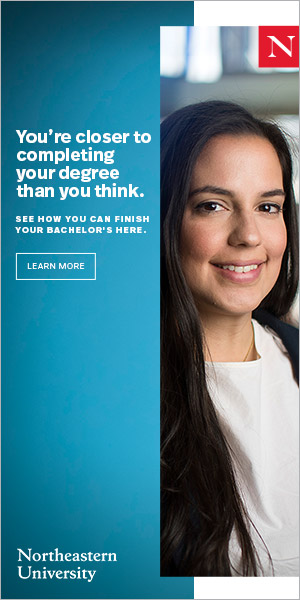 N
You're closer to
completing
your degree
than you think.
SEE HOW YOU CAN FINISH
YOUR BACHELOR'S HERE.
LEARN MORE
Northeastern
University